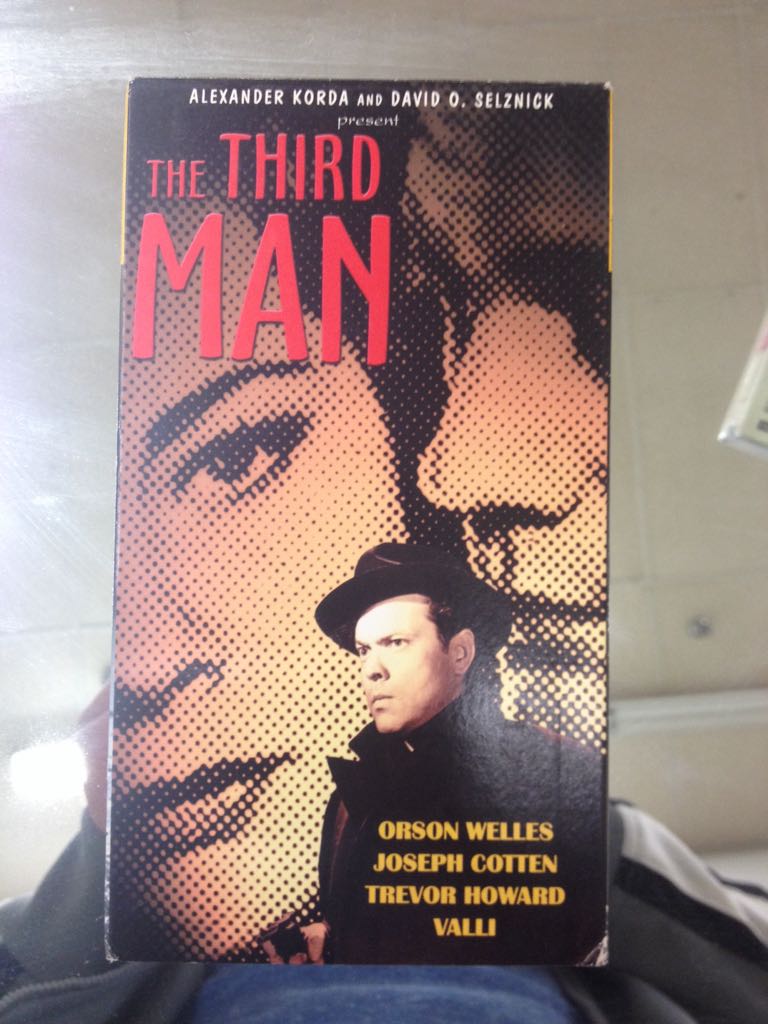 ALEXANDER KORDA AND DAVID O. SELZNICK
present
THE THIRD
MAN
ORSON WELLES
JOSEPH COTTEN
TREVOR HOWARD
VALLI